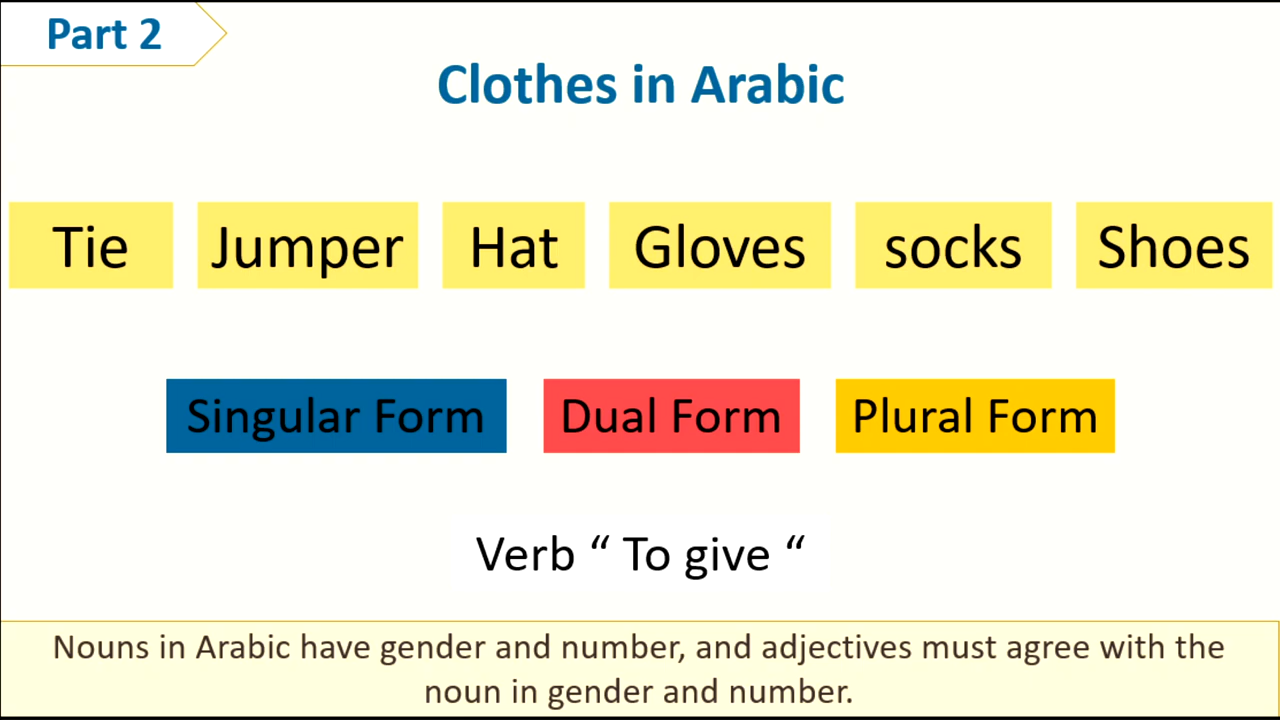 Part 2
Clothes in Arabic
Tie Jumper Hat Gloves socks Shoes
Singular Form Dual Form Plural Form
Verb “ To give “
Nouns in Arabic have gender and number, and adjectives must agree with the
noun in gender and number.